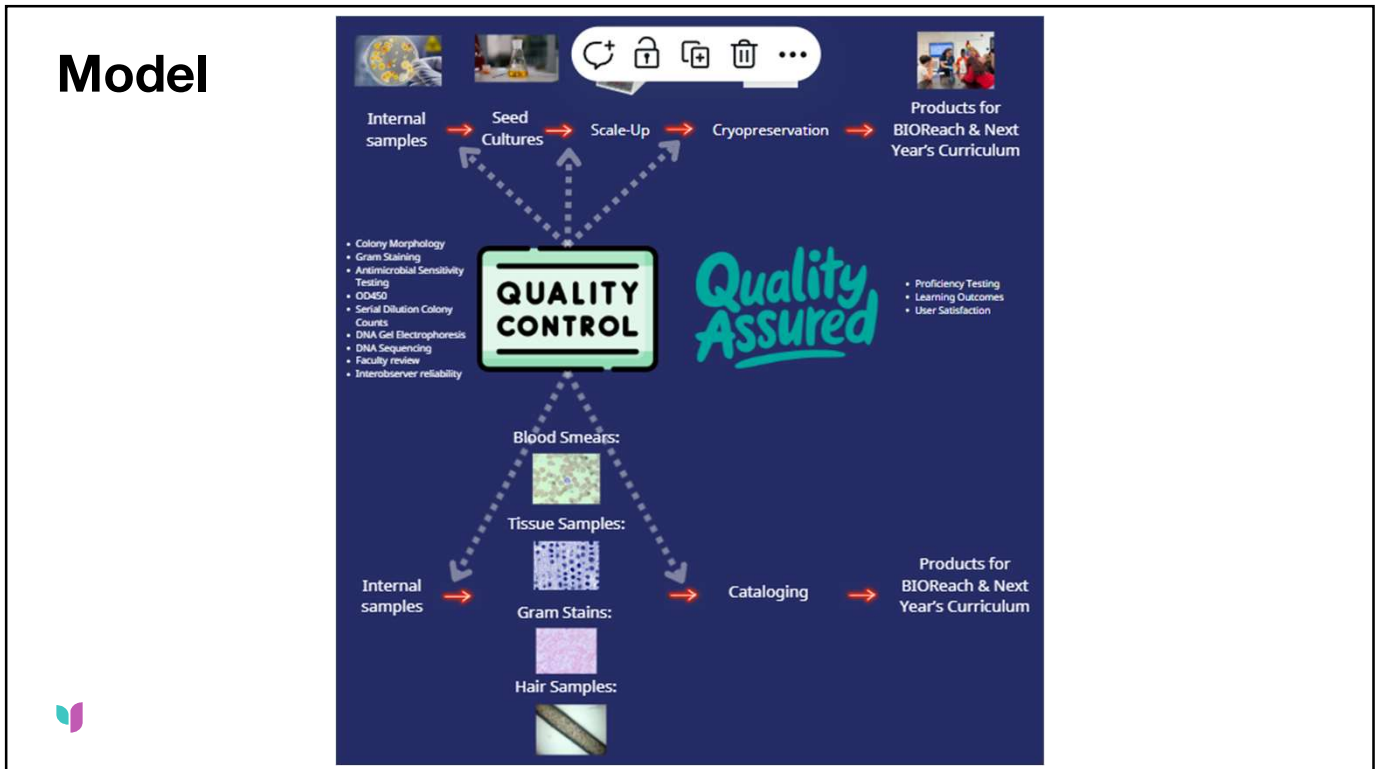 Model
Internal
samples
Seed
Cultures
Scale-Up
Cryopreservation
Products for
BIOReach & Next
Year's Curriculum
• Colony Morphology
• Gram Staining
• Antimicrobial Sensitivity
Testing
• OD450
• Serial Dilution Colony
Counts
• DNA Gel Electrophoresis
• DNA Sequencing
• Faculty review
• Interobserver reliability
QUALITY
CONTROL
Quality
Assured
• Proficiency Testing
• Learning Outcomes
• User Satisfaction
Blood Smears:
Tissue Samples:
Internal
samples
Gram Stains:
Hair Samples:
Cataloging
Products for
BIOReach & Next
Year's Curriculum